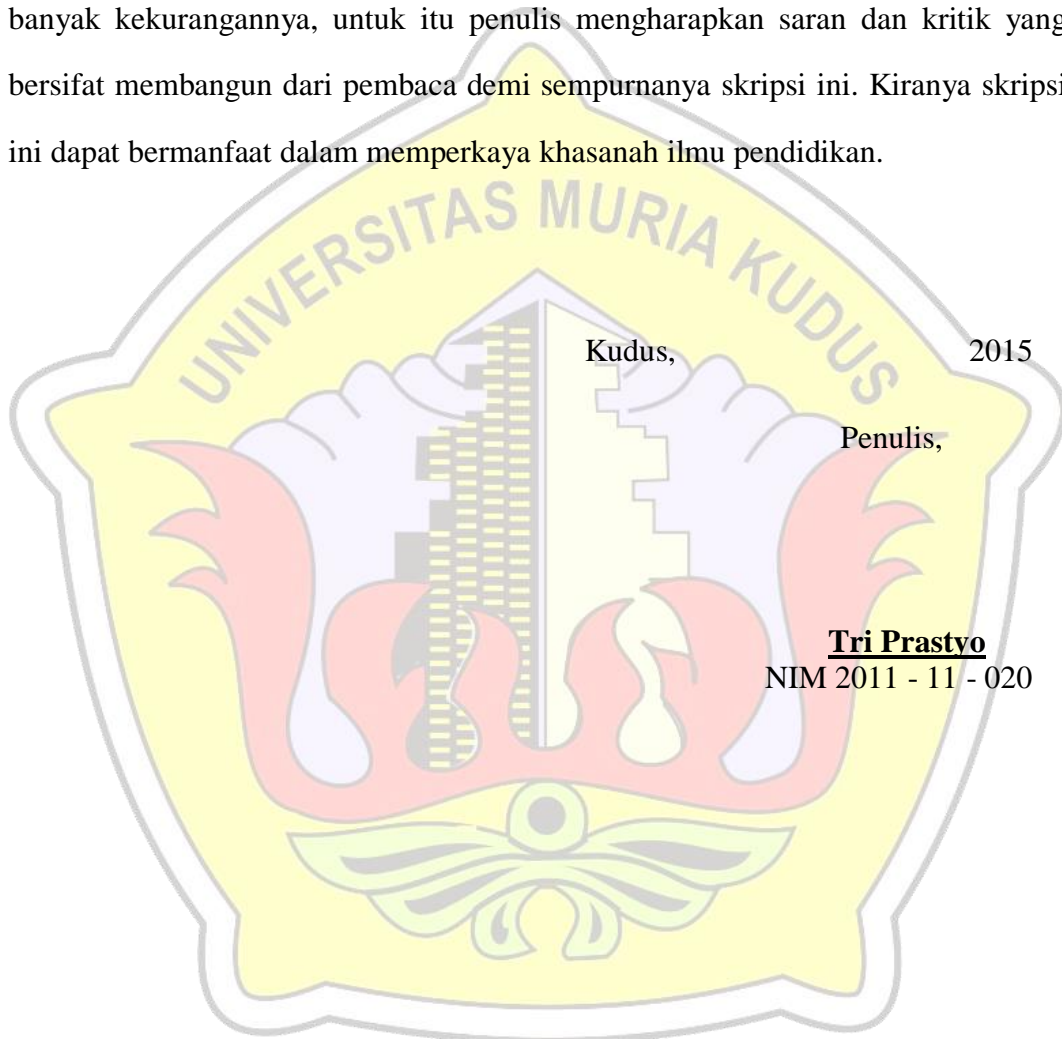 banyak kekurangannya, untuk itu penulis mengharapkan saran dan kritik yang
bersifat membangun dari pembaca demi sempurnanya skripsi ini. Kiranya skripsi
ini dapat bermanfaat dalam memperkaya khasanah ilmu pendidikan.
UNIVERSITAS MURIA KUDUS
Kudus, 2015
Penulis,
Tri Prastyo
NIM 2011 - 11 - 020